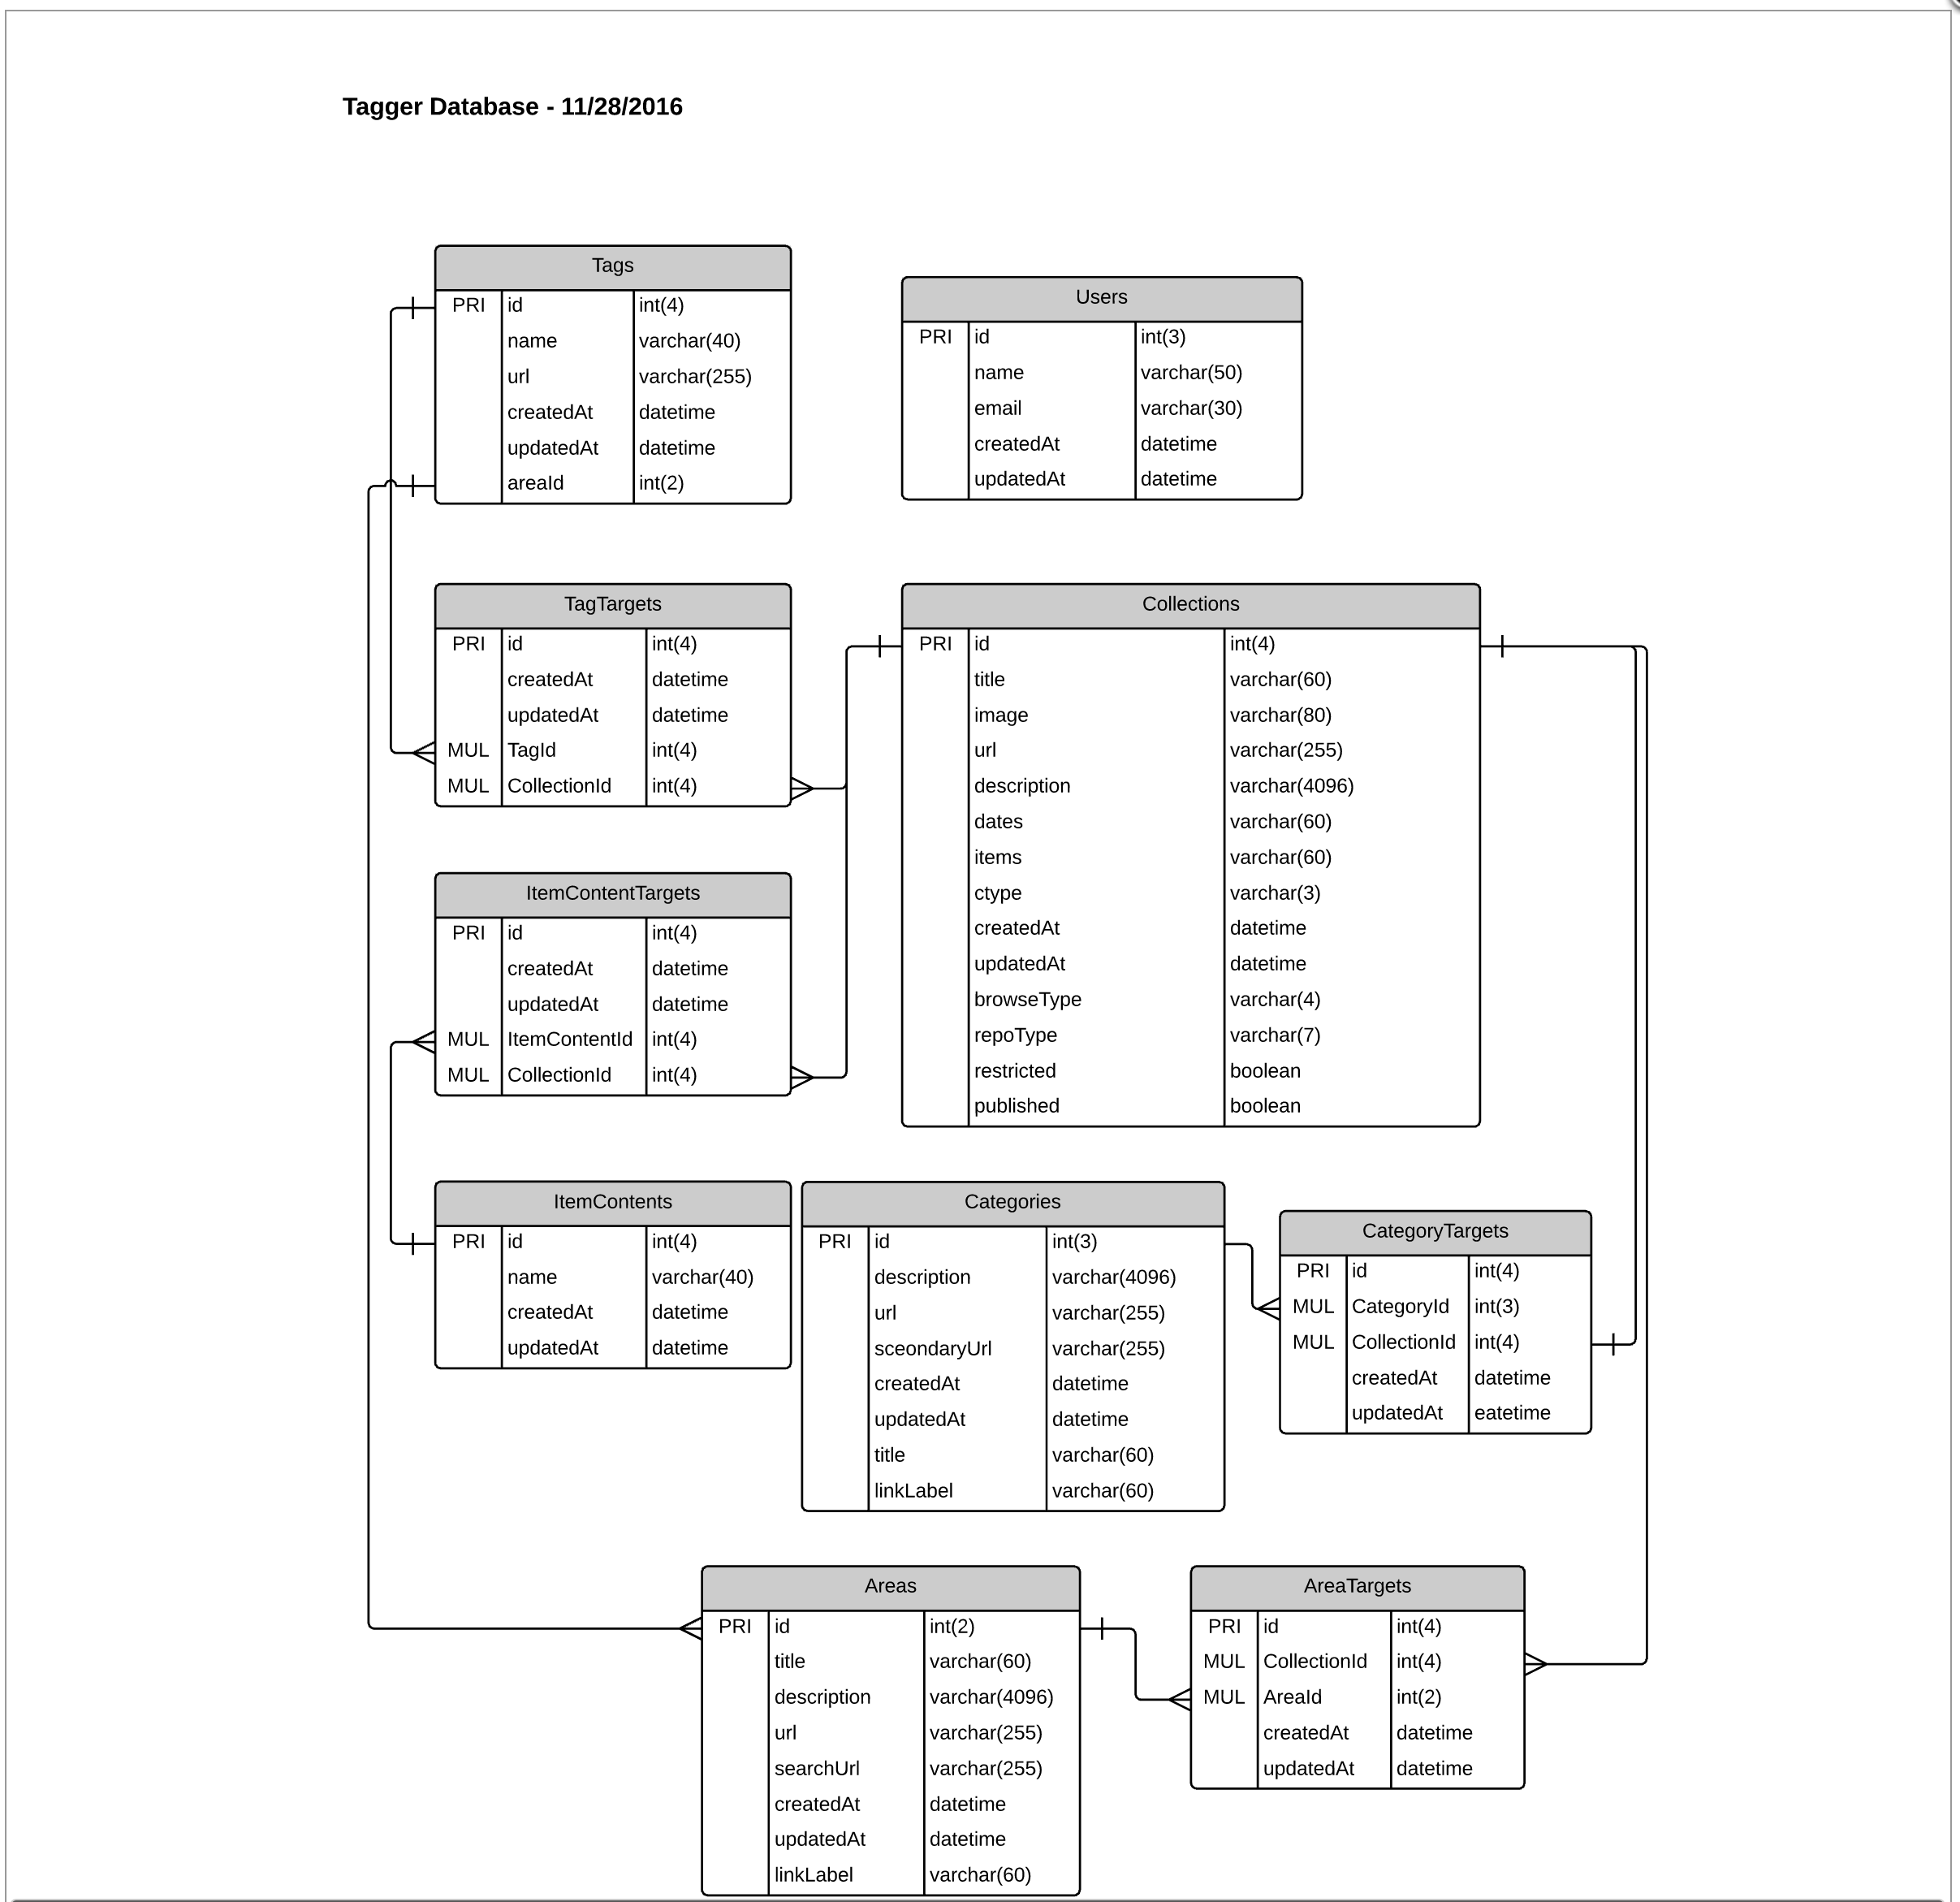 Tagger Database - 11/28/2016
Tags
PRI id int(4)
name varchar(40)
url varchar(255)
createdAt datetime
updatedAt datetime
areaId int(2)
Users
PRI id int(3)
name varchar(50)
email varchar(30)
createdAt datetime
updatedAt datetime
TagTargets
PRI id int(4)
createdAt datetime
updatedAt datetime
MUL TagId int(4)
MUL CollectionId int(4)
Collections
PRI id int(4)
title varchar(60)
image varchar(80)
url varchar(255)
description varchar(4096)
dates varchar(60)
items varchar(60)
ctype varchar(3)
createdAt datetime
updatedAt datetime
browseType varchar(4)
repoType varchar(7)
restricted boolean
published boolean
ItemContentTargets
PRI id int(4)
createdAt datetime
updatedAt datetime
MUL ItemContentId int(4)
MUL CollectionId int(4)
ItemContents
PRI id int(4)
name varchar(40)
createdAt datetime
updatedAt datetime
Categories
PRI id int(3)
description varchar(4096)
url varchar(255)
sceondaryUrl varchar(255)
createdAt datetime
updatedAt datetime
title varchar(60)
linkLabel varchar(60)
CategoryTargets
PRI id int(4)
MUL CategoryId int(3)
MUL CollectionId int(4)
createdAt datetime
updatedAt eatetime
Areas
PRI id int(2)
title varchar(60)
description varchar(4096)
url varchar(255)
searchUrl varchar(255)
createdAt datetime
updatedAt datetime
linkLabel varchar(60)
AreaTargets
PRI id int(4)
MUL CollectionId int(4)
MUL AreaId int(2)
createdAt datetime
updatedAt datetime